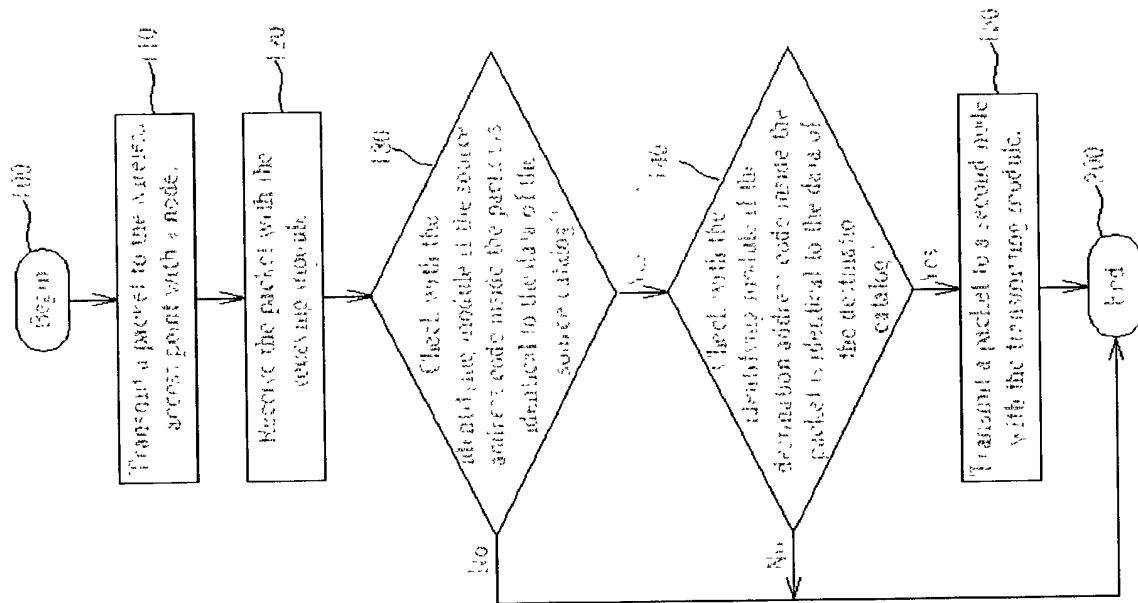 100
Begin
110
Transmit a packet to the wireless
access point with a node.
120
Receive the packet with the
receiving module.
130
Check with the
identifying module if the source
address code inside the packet is
identical to the data of the
source catalog
Yes
No
140
Check with the
identifying module if the
destination address code inside the
packet is identical to the data of
the destination
catalog
Yes
No
Transmit a packet to a second node
with the transmitting module.
200
End